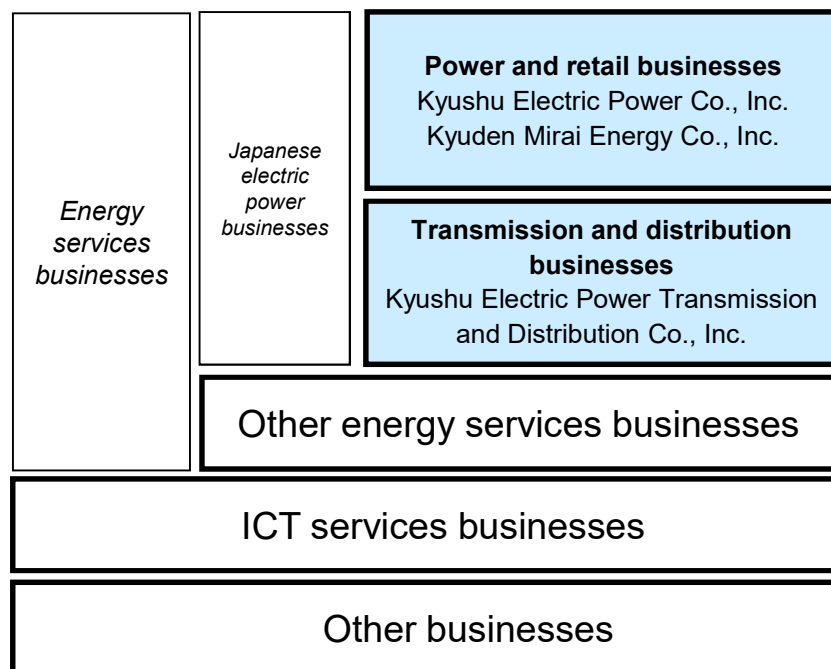 Energy
services
businesses
Japanese
electric
power
businesses
Power and retail businesses
Kyushu Electric Power Co., Inc.
Kyuden Mirai Energy Co., Inc.
Transmission and distribution
businesses
Kyushu Electric Power Transmission
and Distribution Co., Inc.
Other energy services businesses
ICT services businesses
Other businesses